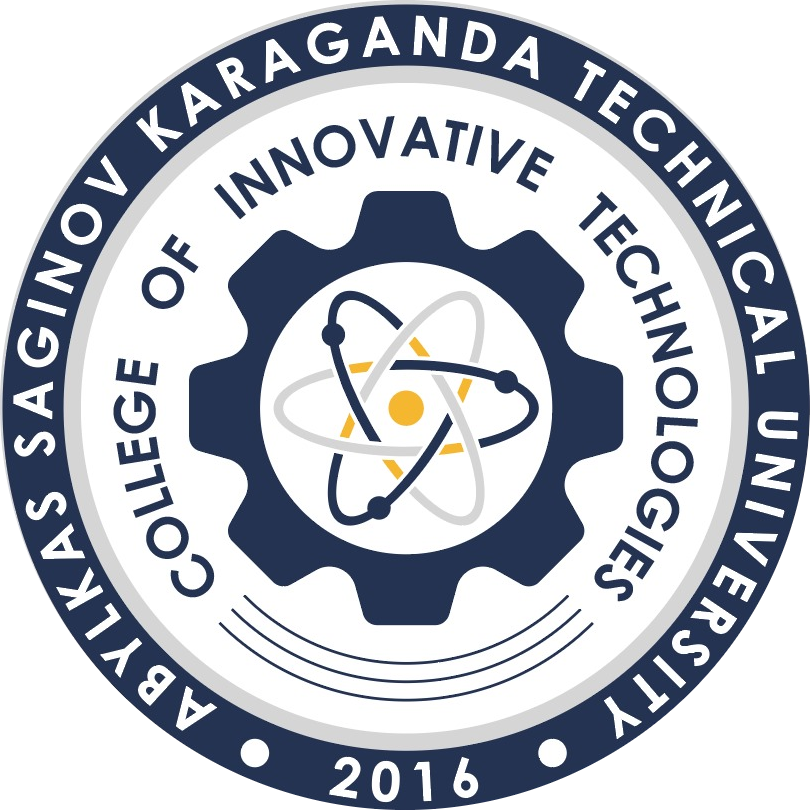 ABYLKAS SAGINOV KARAGANDA TECHNICAL UNIVERSITY
COLLEGE OF INNOVATIVE TECHNOLOGIES
2016